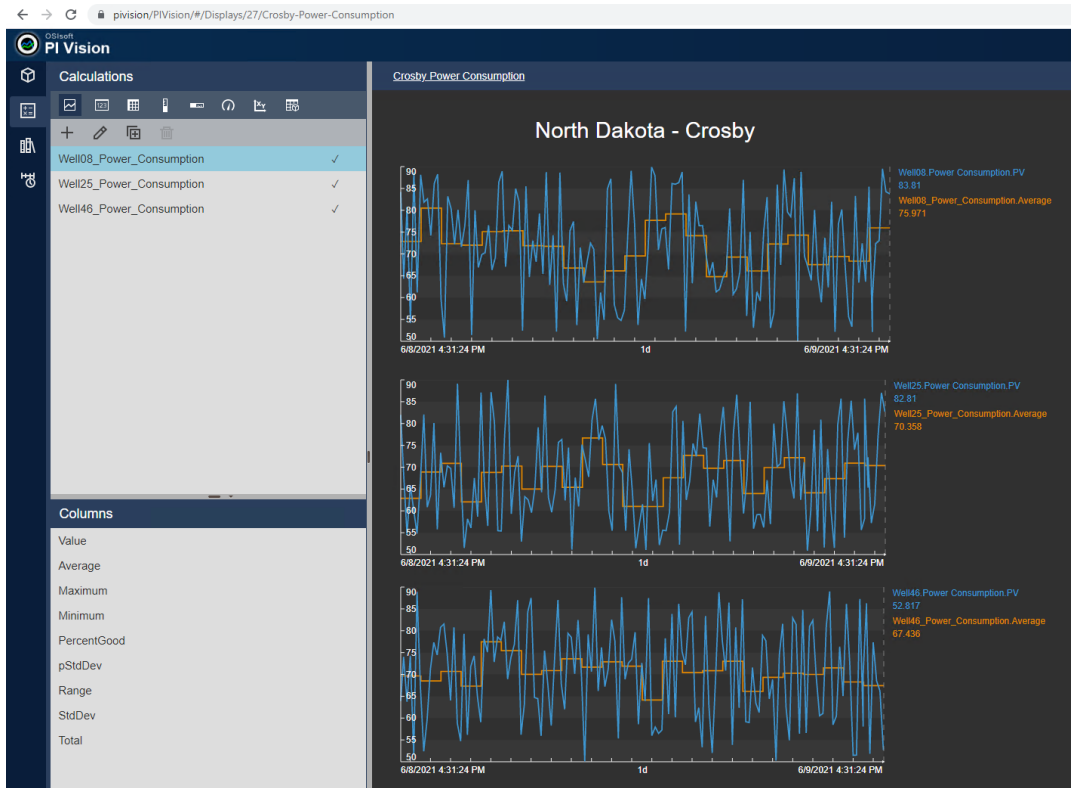 pivision/PIVision/#/Displays/27/Crosby-Power-Consumption
OSIsoft
PI Vision
Calculations
123
Well08_Power_Consumption
Well25_Power_Consumption
Well46_Power_Consumption
Columns
Value
Average
Maximum
Minimum
PercentGood
pStdDev
Range
StdDev
Total
Crosby Power Consumption
North Dakota - Crosby
90
85
80
75
70
65
60
55
50
6/8/2021 4:31:24 PM 1d 6/9/2021 4:31:24 PM
Well08.Power Consumption.PV
83.81
Well08_Power_Consumption.Average
75.971
90
85
80
75
70
65
60
55
50
6/8/2021 4:31:24 PM 1d 6/9/2021 4:31:24 PM
Well25.Power Consumption.PV
82.81
Well25_Power_Consumption.Average
70.358
90
85
80
75
70
65
60
55
50
6/8/2021 4:31:24 PM 1d 6/9/2021 4:31:24 PM
Well46.Power Consumption.PV
52.817
Well46_Power_Consumption.Average
67.436